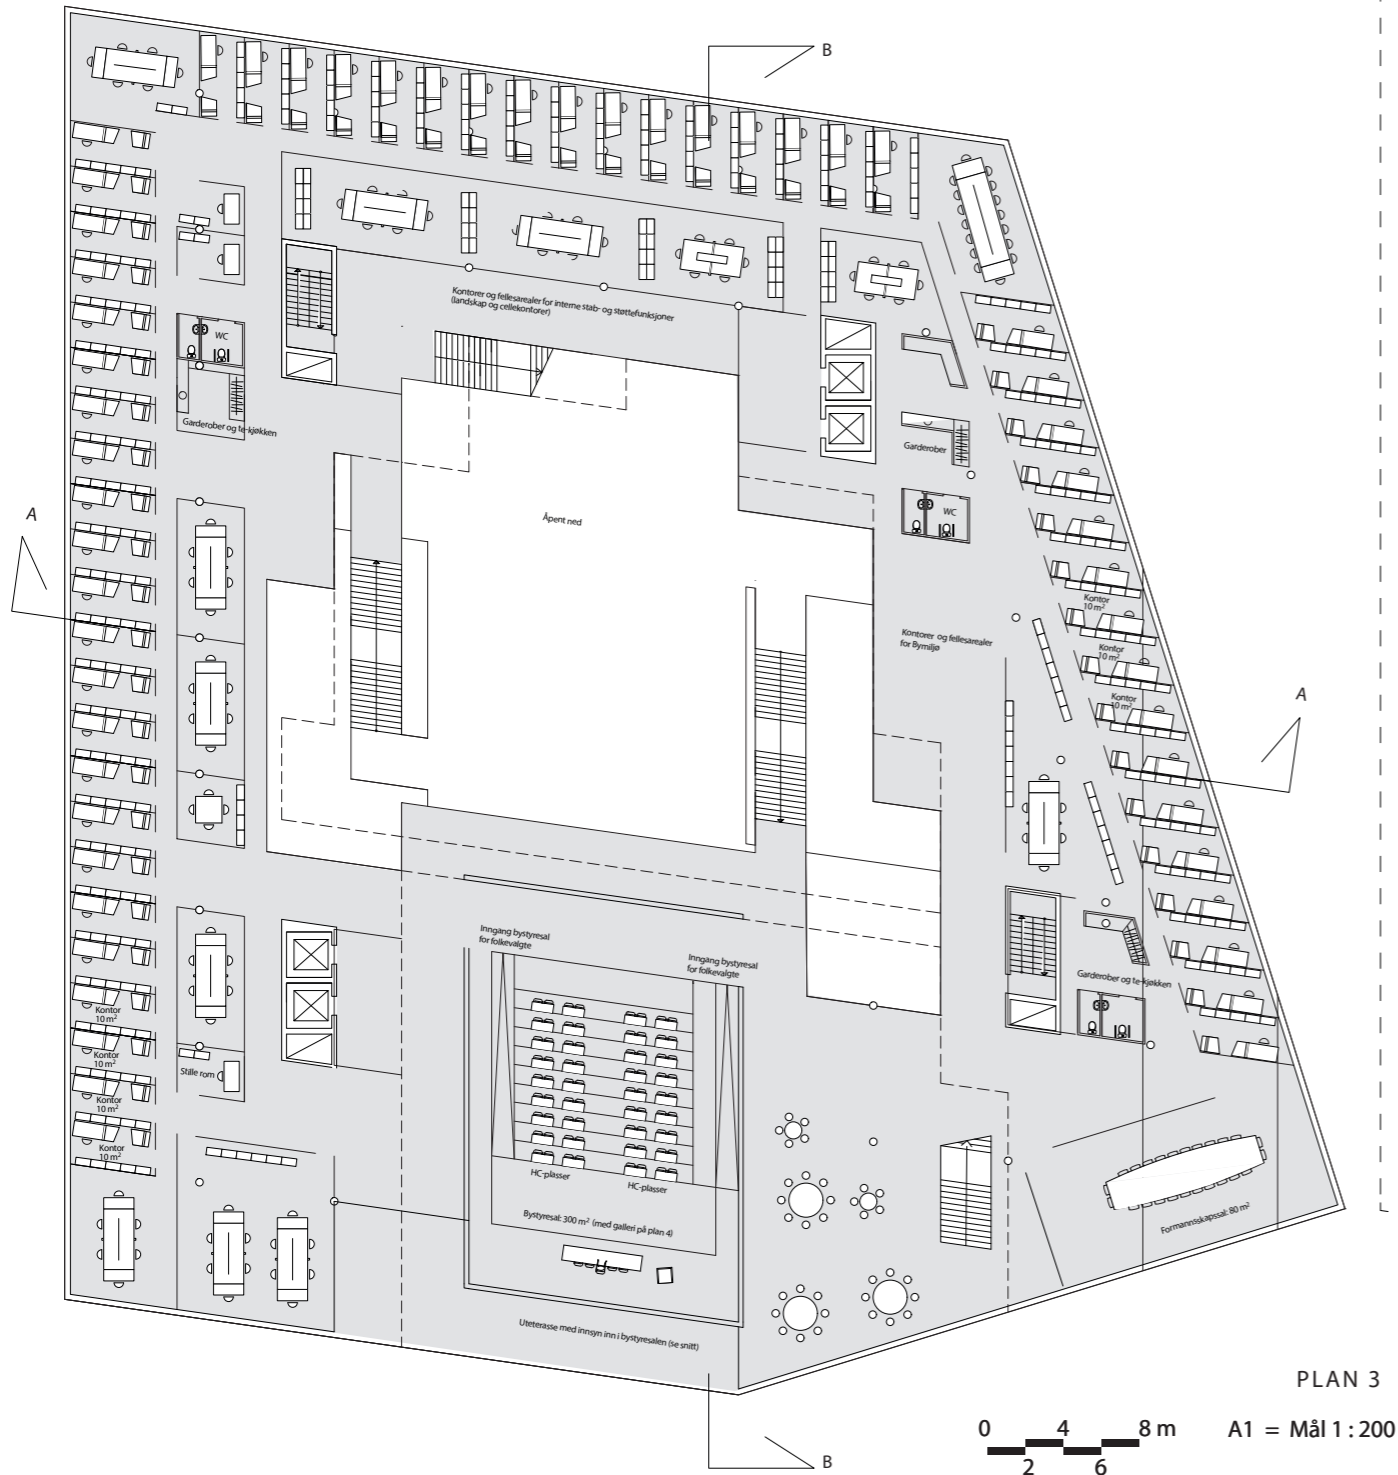 B
Kontorer og fellesarealer for interne stab- og støttefunksjoner
(landskap og cellekontorer)
WC
Garderober og te-kjøkken
Garderober
WC
A
Åpent ned
Kontor
10 m²
Kontorer og fellesarealer
for Bymiljø
Kontor
10 m²
Kontor
10 m²
A
Inngang bystyresal
for folkevalgte
Inngang bystyresal
for folkevalgte
Garderober og te-kjøkken
Kontor
10 m²
Kontor
10 m²
Stille rom
Kontor
10 m²
Kontor
10 m²
HC-plasser
HC-plasser
Bystyresal: 300 m² (med galleri på plan 4)
Formannsskapssal: 80 m²
Uteterasse med innsyn inn i bystyresalen (se snitt)
PLAN 3
0 4 8 m
2 6
A1 = Mål 1 : 200
B